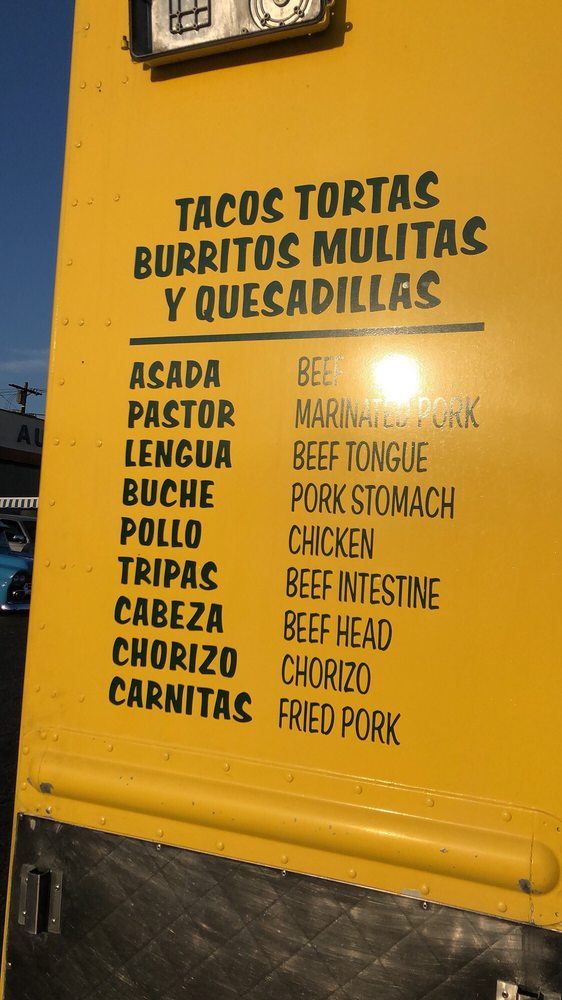 TACOS TORTAS
BURRITOS MULITAS
Y QUESADILLAS
ASADA BEEF
PASTOR MARINATED PORK
LENGUA BEEF TONGUE
BUCHE PORK STOMACH
POLLO CHICKEN
TRIPAS BEEF INTESTINE
CABEZA BEEF HEAD
CHORIZO CHORIZO
CARNITAS FRIED PORK
AU